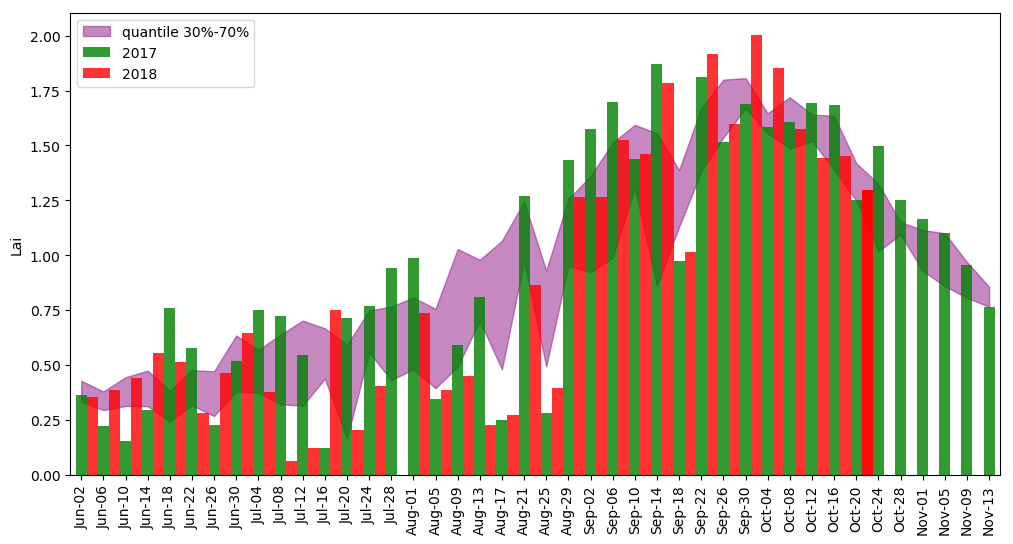 quantile 30%-70%
2017
2018
Lai
2.00
1.75
1.50
1.25
1.00
0.75
0.50
0.25
0.00
Jun-02
Jun-06
Jun-10
Jun-14
Jun-18
Jun-22
Jun-26
Jun-30
Jul-04
Jul-08
Jul-12
Jul-16
Jul-20
Jul-24
Jul-28
Aug-01
Aug-05
Aug-09
Aug-13
Aug-17
Aug-21
Aug-25
Aug-29
Sep-02
Sep-06
Sep-10
Sep-14
Sep-18
Sep-22
Sep-26
Sep-30
Oct-04
Oct-08
Oct-12
Oct-16
Oct-20
Oct-24
Oct-28
Nov-01
Nov-05
Nov-09
Nov-13